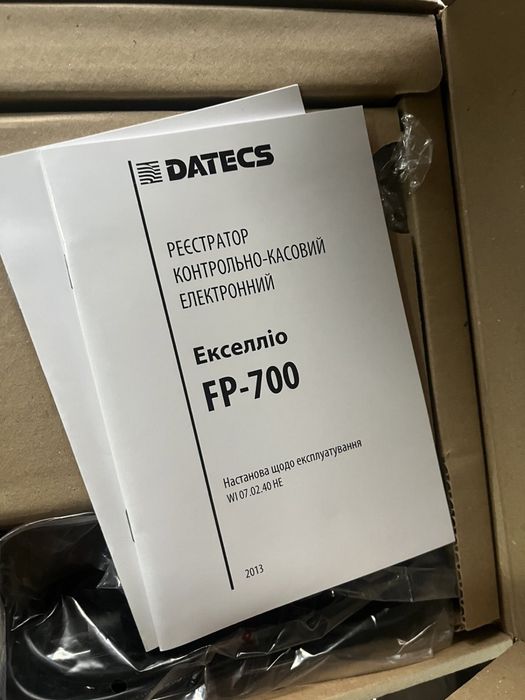 DATECS
РЕЄСТРАТОР
КОНТРОЛЬНО-КАСОВИЙ
ЕЛЕКТРОННИЙ
Екселліо
FP-700
Настанова щодо експлуатування
WI 07.02.40 НЕ
2013